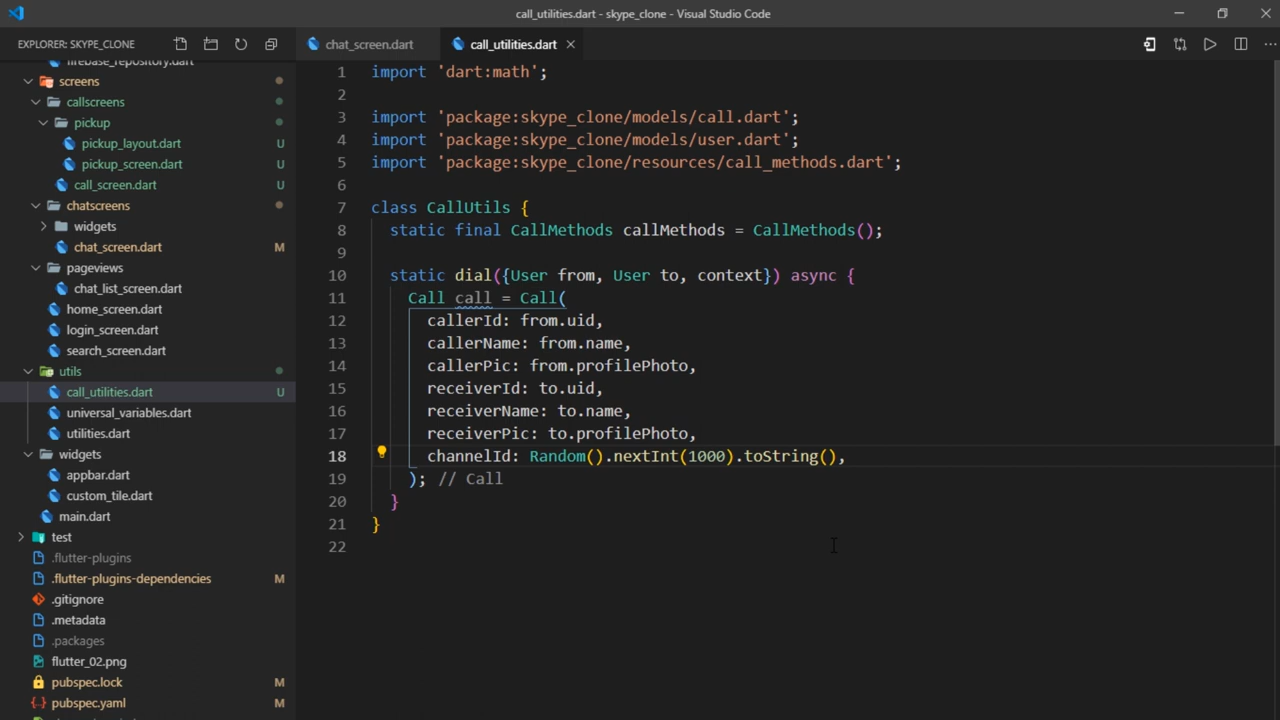 call_utilities.dart - skype_clone - Visual Studio Code
EXPLORER: SKYPE_CLONE
chat_screen.dart
call_utilities.dart
firebase_repository.dart
screens
callscreens
pickup
pickup_layout.dart U
pickup_screen.dart U
call_screen.dart U
chatscreens
widgets
chat_screen.dart M
pageviews
chat_list_screen.dart
home_screen.dart
login_screen.dart
search_screen.dart
utils
call_utilities.dart U
universal_variables.dart
utilities.dart
widgets
appbar.dart
custom_tile.dart
main.dart
test
.flutter-plugins
.flutter-plugins-dependencies M
.gitignore
.metadata
.packages
flutter_02.png
pubspec.lock M
pubspec.yaml M
1 import 'dart:math';
2
3 import 'package:skype_clone/models/call.dart';
4 import 'package:skype_clone/models/user.dart';
5 import 'package:skype_clone/resources/call_methods.dart';
6
7 class CallUtils {
8 static final CallMethods callMethods = CallMethods();
9
10 static dial({User from, User to, context}) async {
11 Call call = Call(
12 callerId: from.uid,
13 callerName: from.name,
14 callerPic: from.profilePhoto,
15 receiverId: to.uid,
16 receiverName: to.name,
17 receiverPic: to.profilePhoto,
18 channelId: Random().nextInt(1000).toString(),
19 ); // Call
20 }
21 }
22